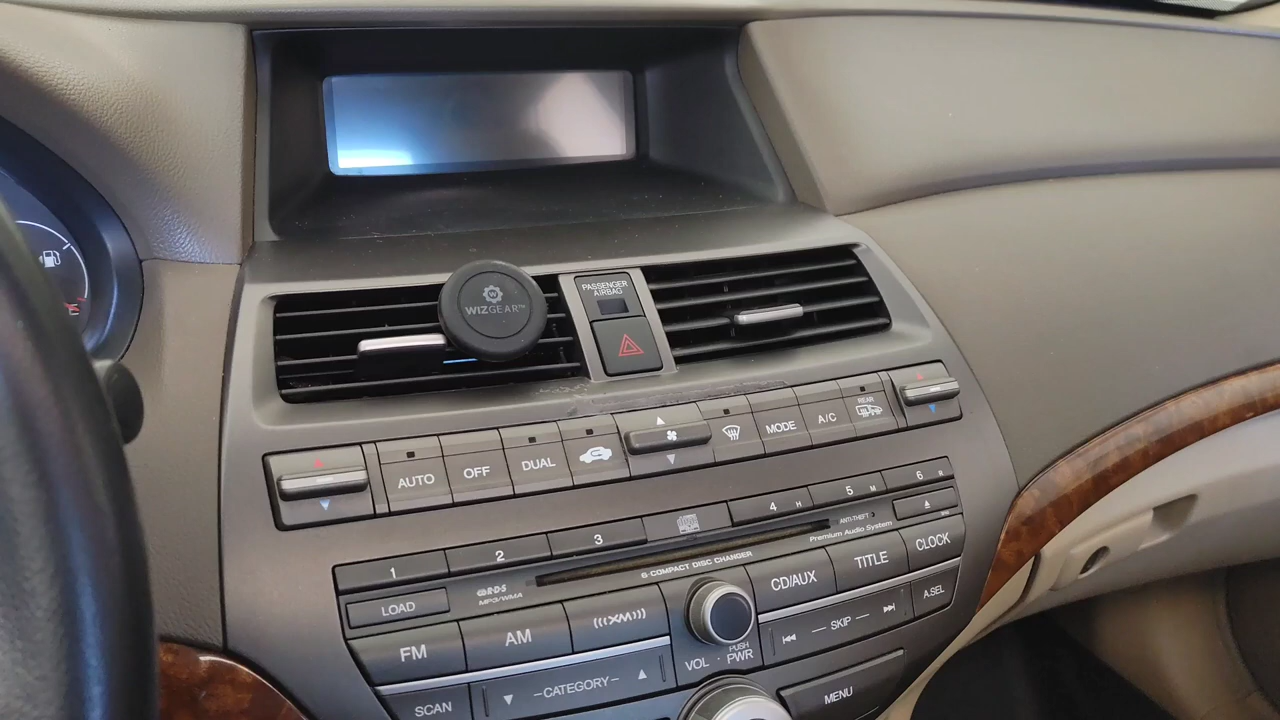 WIZGEAR™
PASSENGER
AIRBAG
AUTO
OFF
DUAL
MODE
A/C
REAR
1
2
3
4 H
5 M
6 R
ANTI-THEFT
Premium Audio System
6-COMPACT DISC CHANGER
LOAD
RDS
MP3/WMA
FM
AM
(((XM)))
CD/AUX
TITLE
CLOCK
VOL
PUSH
PWR
SKIP
A.SEL
SCAN
CATEGORY
MENU